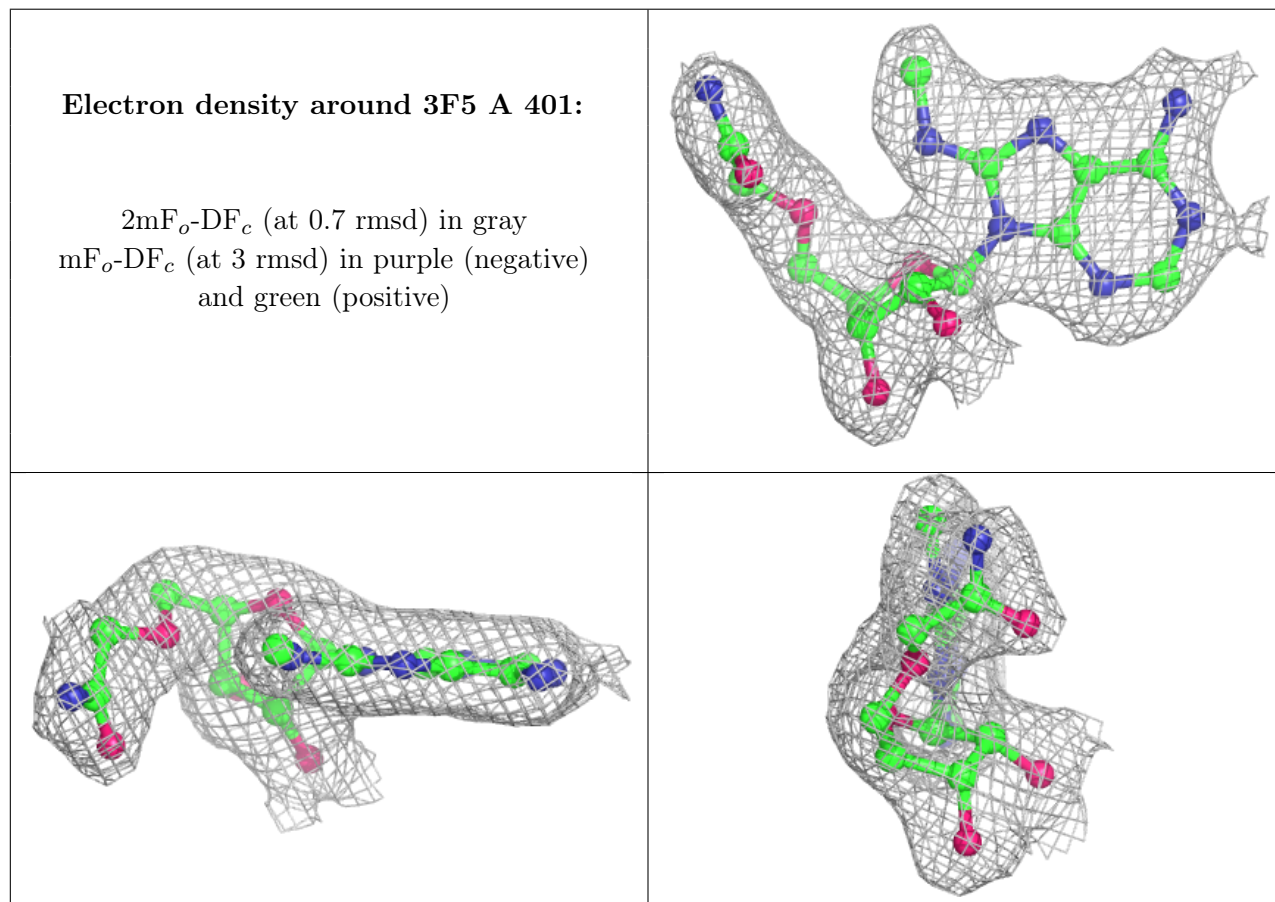 Electron density around 3F5 A 401:
2mFo-DFc (at 0.7 rmsd) in gray
mFo-DFc (at 3 rmsd) in purple (negative)
and green (positive)